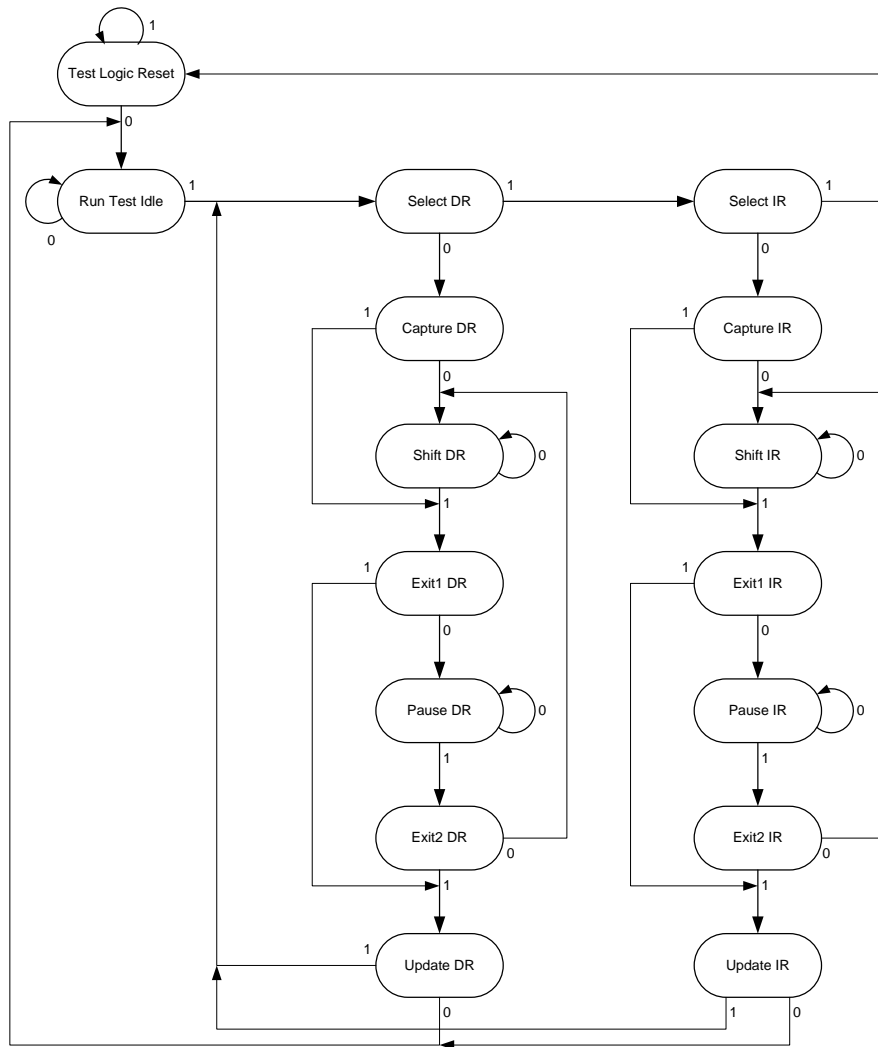 1
Test Logic Reset
0
Run Test Idle
1
0
Select DR
1
Select IR
1
0
0
1
Capture DR
1
Capture IR
0
0
Shift DR
0
Shift IR
0
1
1
1
Exit1 DR
1
Exit1 IR
0
0
Pause DR
0
Pause IR
0
1
1
Exit2 DR
0
Exit2 IR
0
1
1
1
Update DR
Update IR
0
1
0